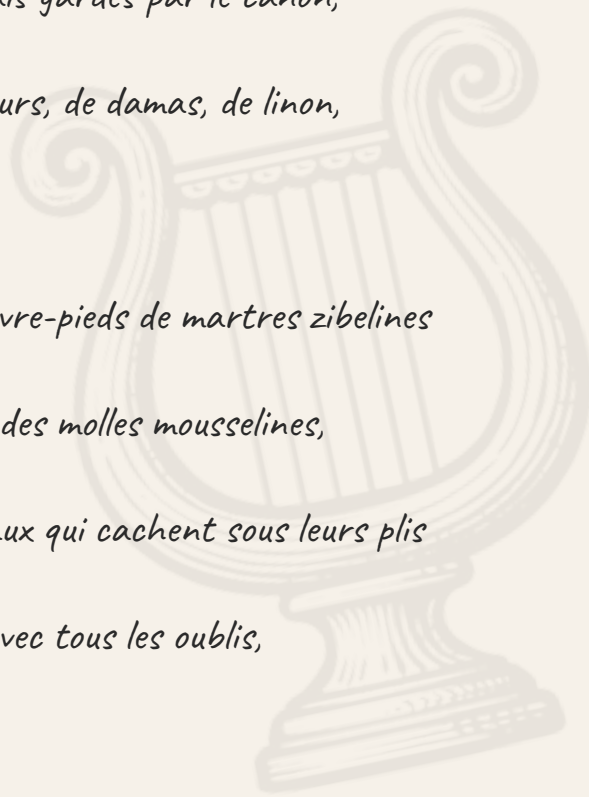 gardés par le canon,
urs, de damas, de linon,
vre-pieds de martres zibelines
des molles mousselines,
ux qui cachent sous leurs plis
vec tous les oublis,